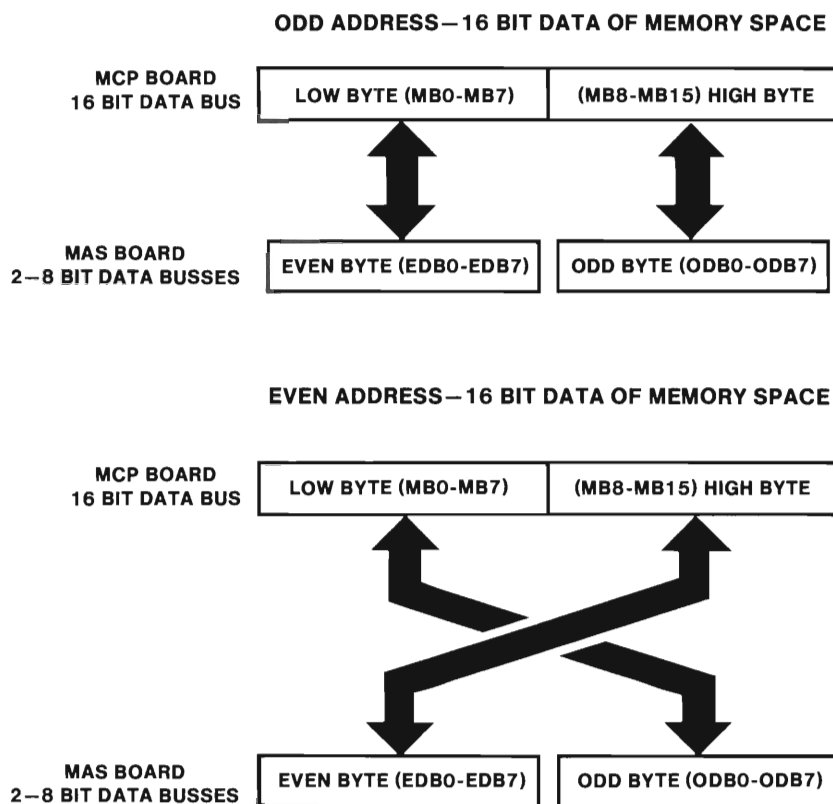 ODD ADDRESS—16 BIT DATA OF MEMORY SPACE
MCP BOARD
16 BIT DATA BUS
LOW BYTE (MB0-MB7)
(MB8-MB15) HIGH BYTE
MAS BOARD
2—8 BIT DATA BUSSES
EVEN BYTE (EDB0-EDB7)
ODD BYTE (ODB0-ODB7)
EVEN ADDRESS—16 BIT DATA OF MEMORY SPACE
MCP BOARD
16 BIT DATA BUS
LOW BYTE (MB0-MB7)
(MB8-MB15) HIGH BYTE
MAS BOARD
2—8 BIT DATA BUSSES
EVEN BYTE (EDB0-EDB7)
ODD BYTE (ODB0-ODB7)